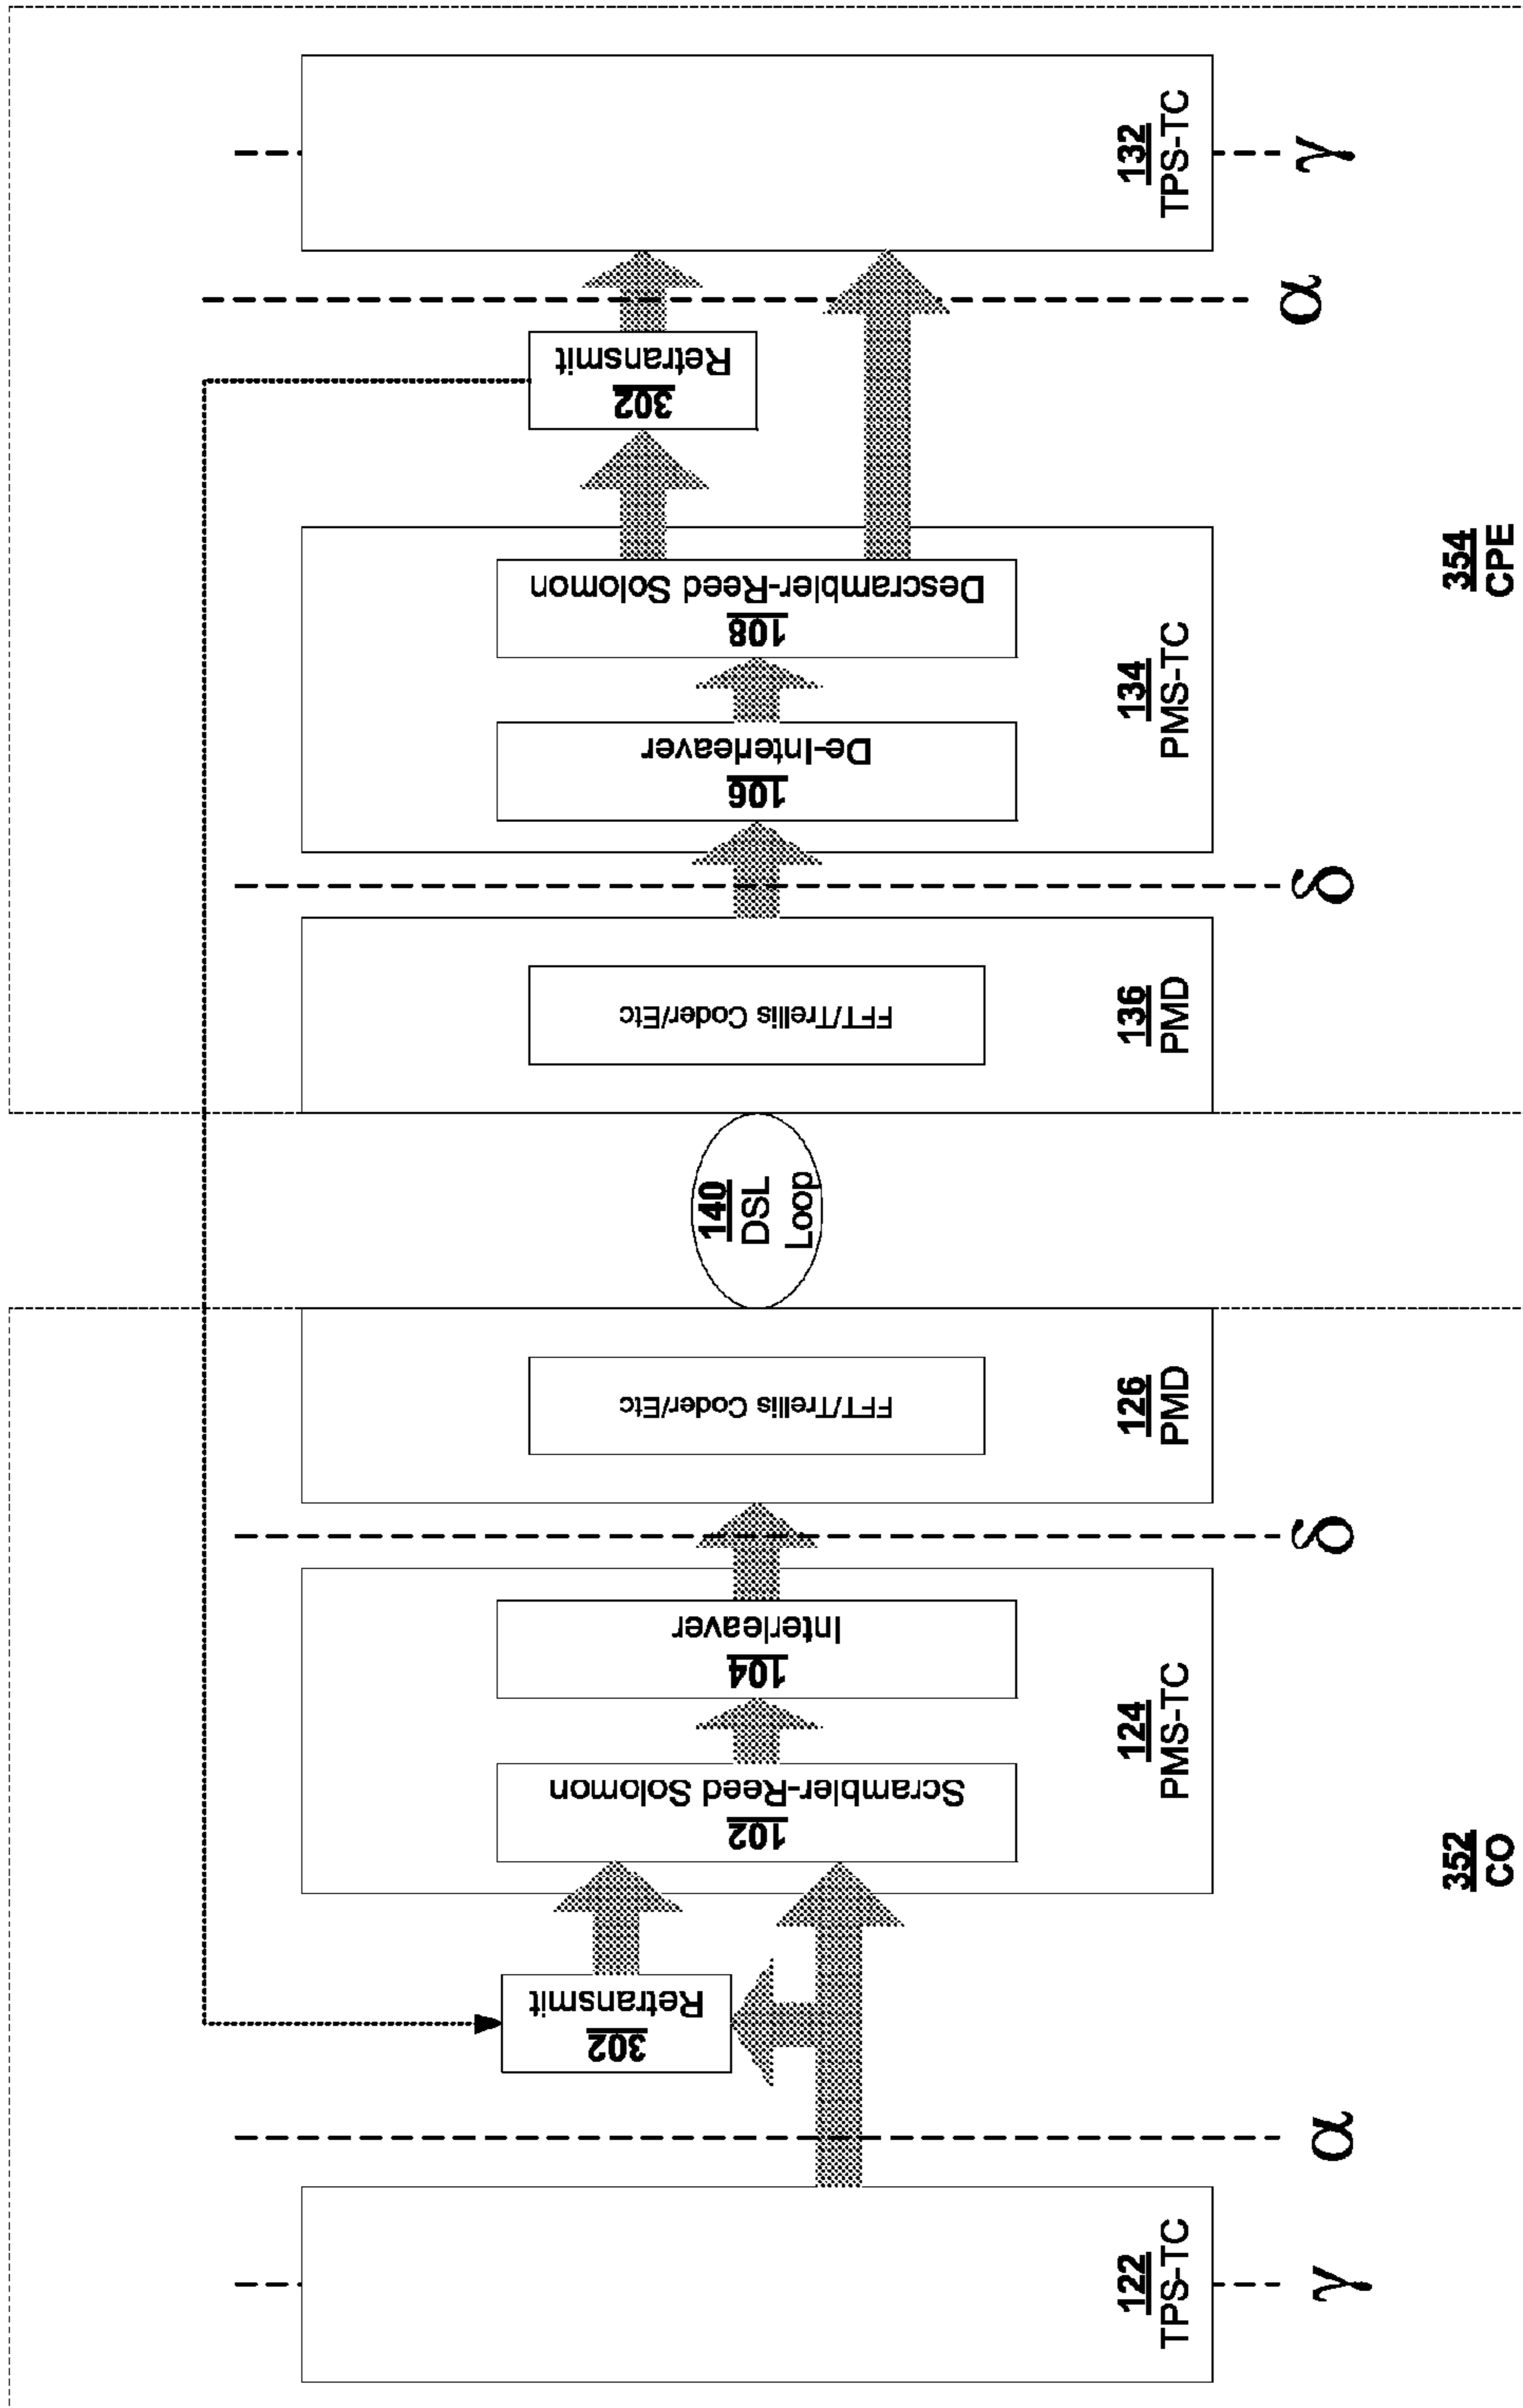 122
TPS-TC
γ
α
302
Retransmit
102
Scrambler-Reed Solomon
104
Interleaver
124
PMS-TC
δ
FFT/Trellis Coder/Etc
126
PMD
352
CO
140
DSL
Loop
FFT/Trellis Coder/Etc
136
PMD
δ
106
De-Interleaver
108
Descrambler-Reed Solomon
134
PMS-TC
302
Retransmit
α
132
TPS-TC
γ
354
CPE